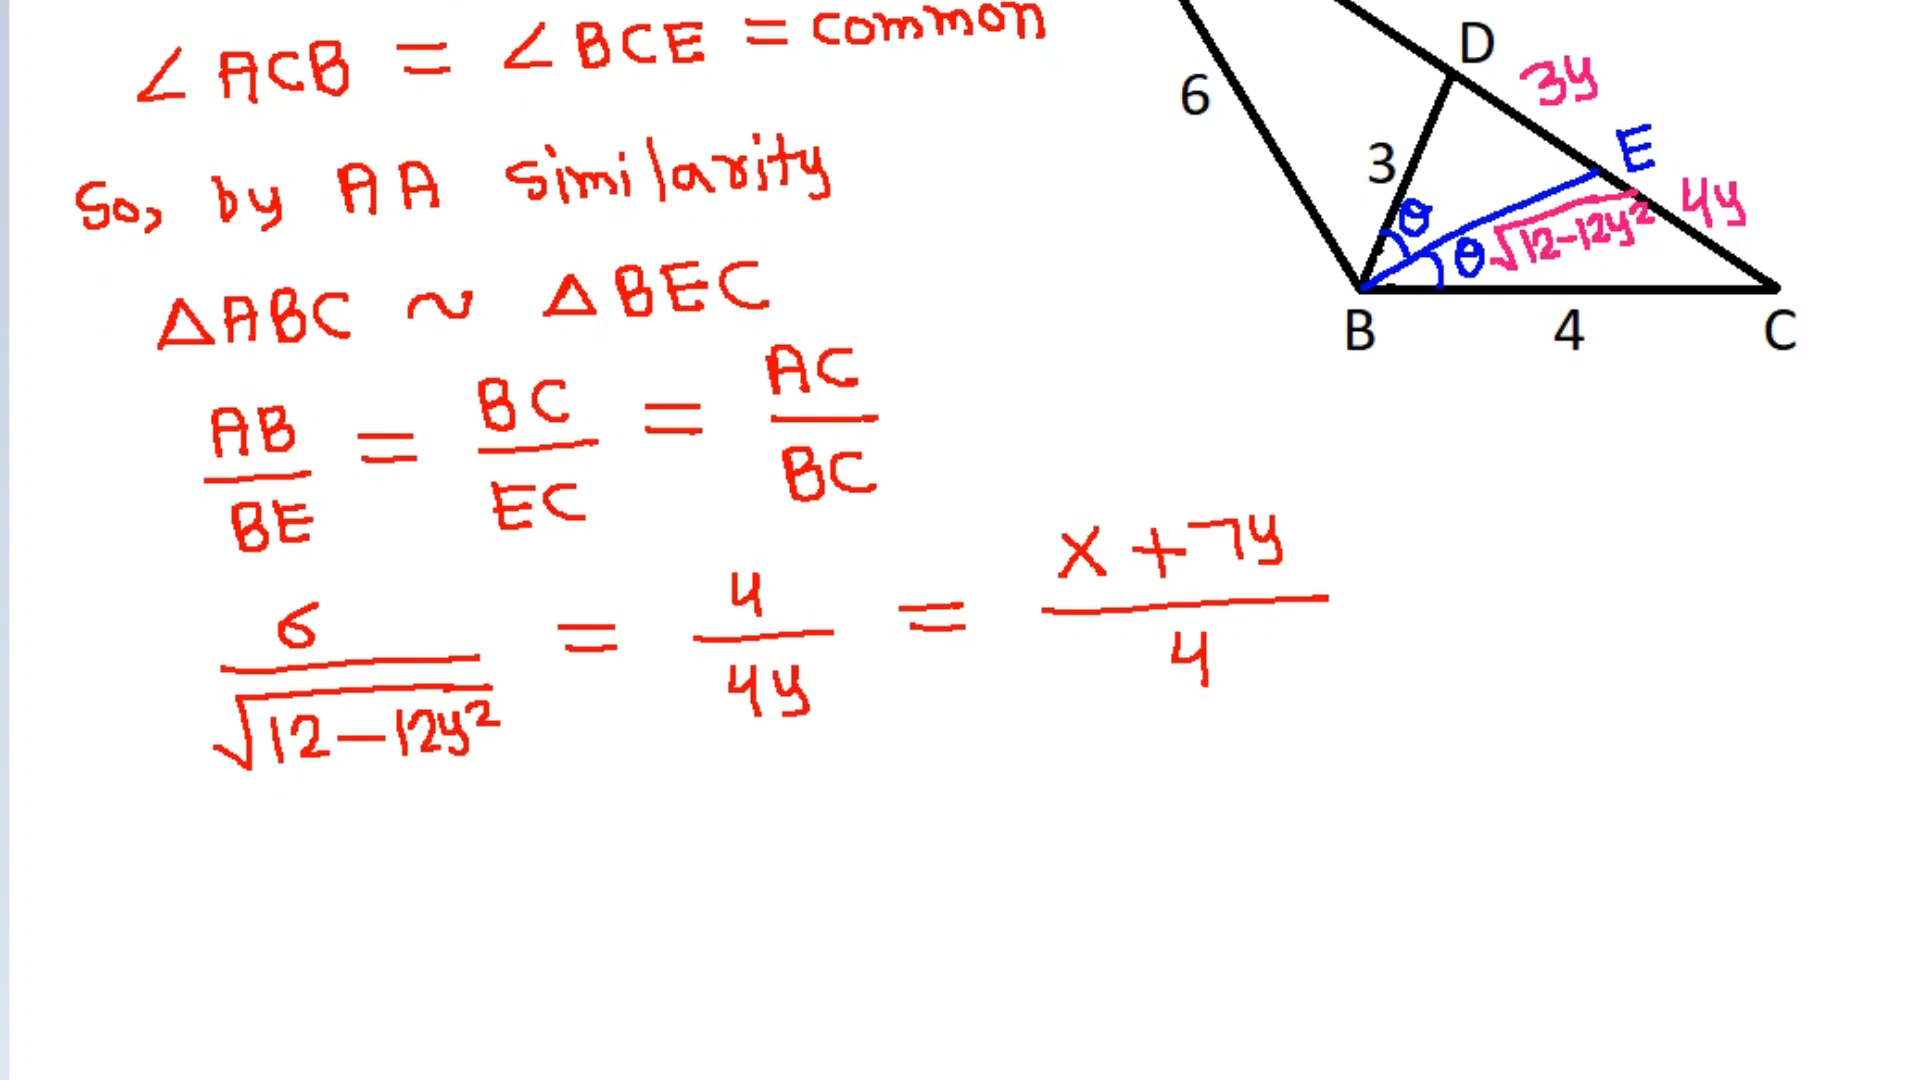 ∠ACB = ∠BCE = common
So, by AA similarity
△ABC ~ △BEC
AB/BE = BC/EC = AC/BC
6/√(12-12y²) = 4/4y = (x+7y)/4
D
3y
6
E
3
4y
θ
θ
√(12-12y²)
B
4
C